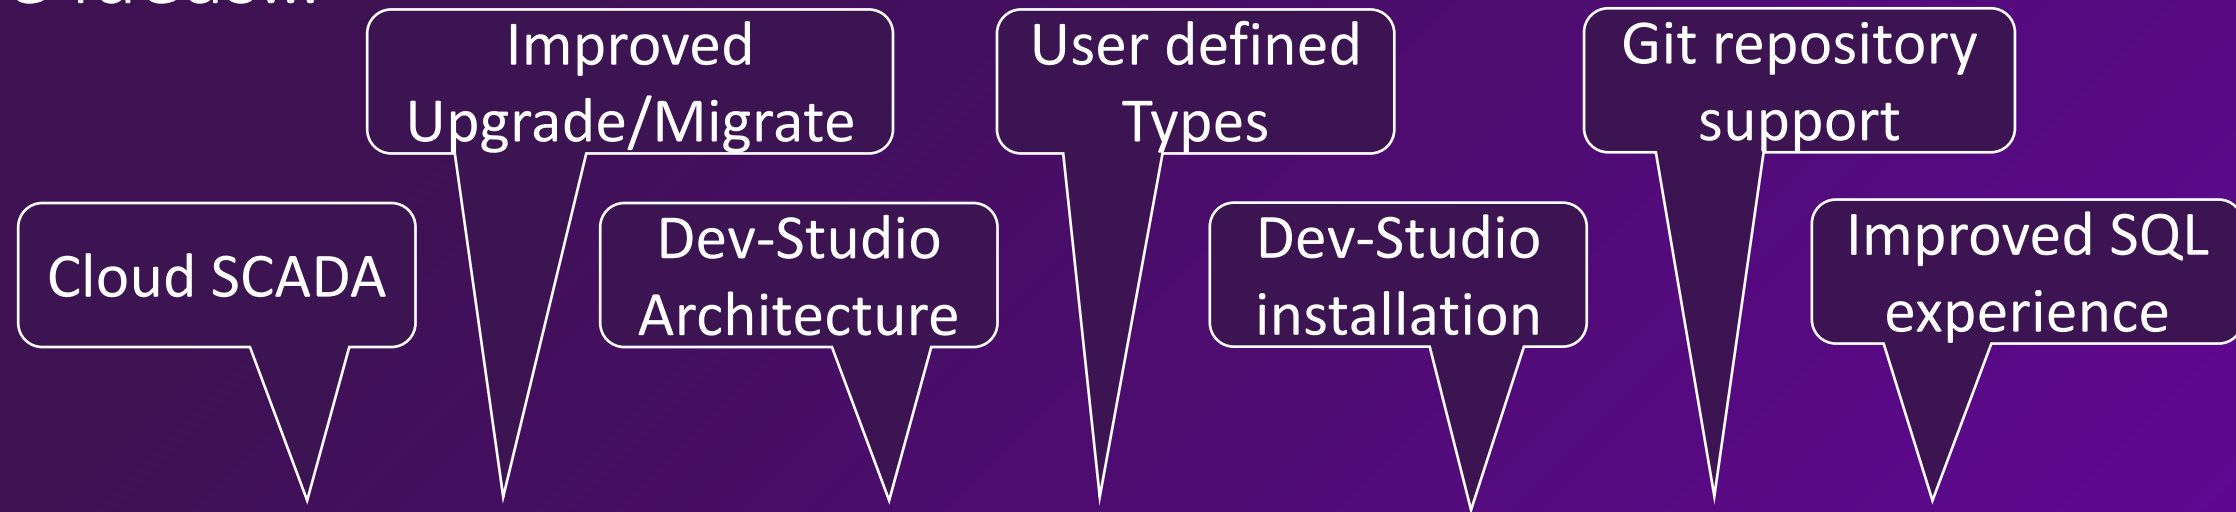 Improved
Upgrade/Migrate
User defined
Types
Git repository
support
Cloud SCADA
Dev-Studio
Architecture
Dev-Studio
installation
Improved SQL
experience